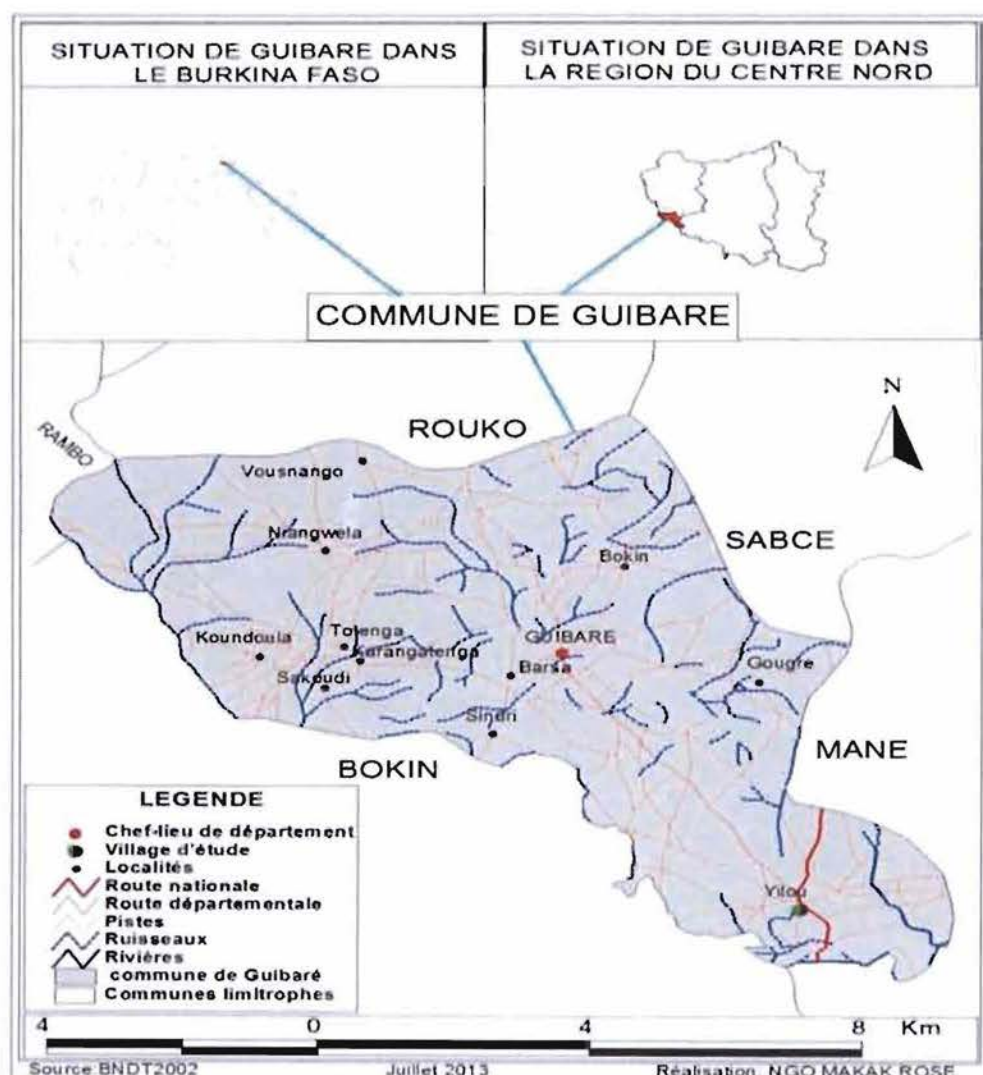 SITUATION DE GUIBARE DANS
LE BURKINA FASO
SITUATION DE GUIBARE DANS
LA REGION DU CENTRE NORD
COMMUNE DE GUIBARE
N
ROUKO
RAMBO
Vousnango
Nrangwela
Bokin
SABCE
Koundoula
Totenga
GUIBARE
Karangatenga
Barsa
Gougre
Sakoudi
Sindri
MANE
BOKIN
Yilou
LEGENDE
Chef-lieu de département
Village d'étude
Localités
Route nationale
Route départementale
Pistes
Ruisseaux
Rivières
commune de Guibaré
Communes limitrophes
4 0 4 8 Km
Source:BNDT2002 Juillet 2013 Réalisation: NGO MAKAK ROSE